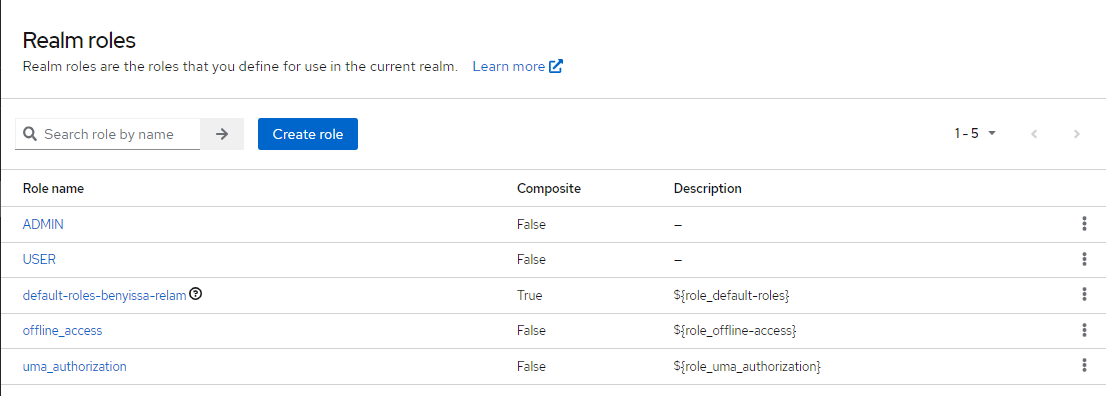 Realm roles
Realm roles are the roles that you define for use in the current realm. Learn more
Search role by name Create role 1 - 5
Role name Composite Description
ADMIN False –
USER False –
default-roles-benyissa-relam True ${role_default-roles}
offline_access False ${role_offline-access}
uma_authorization False ${role_uma_authorization}